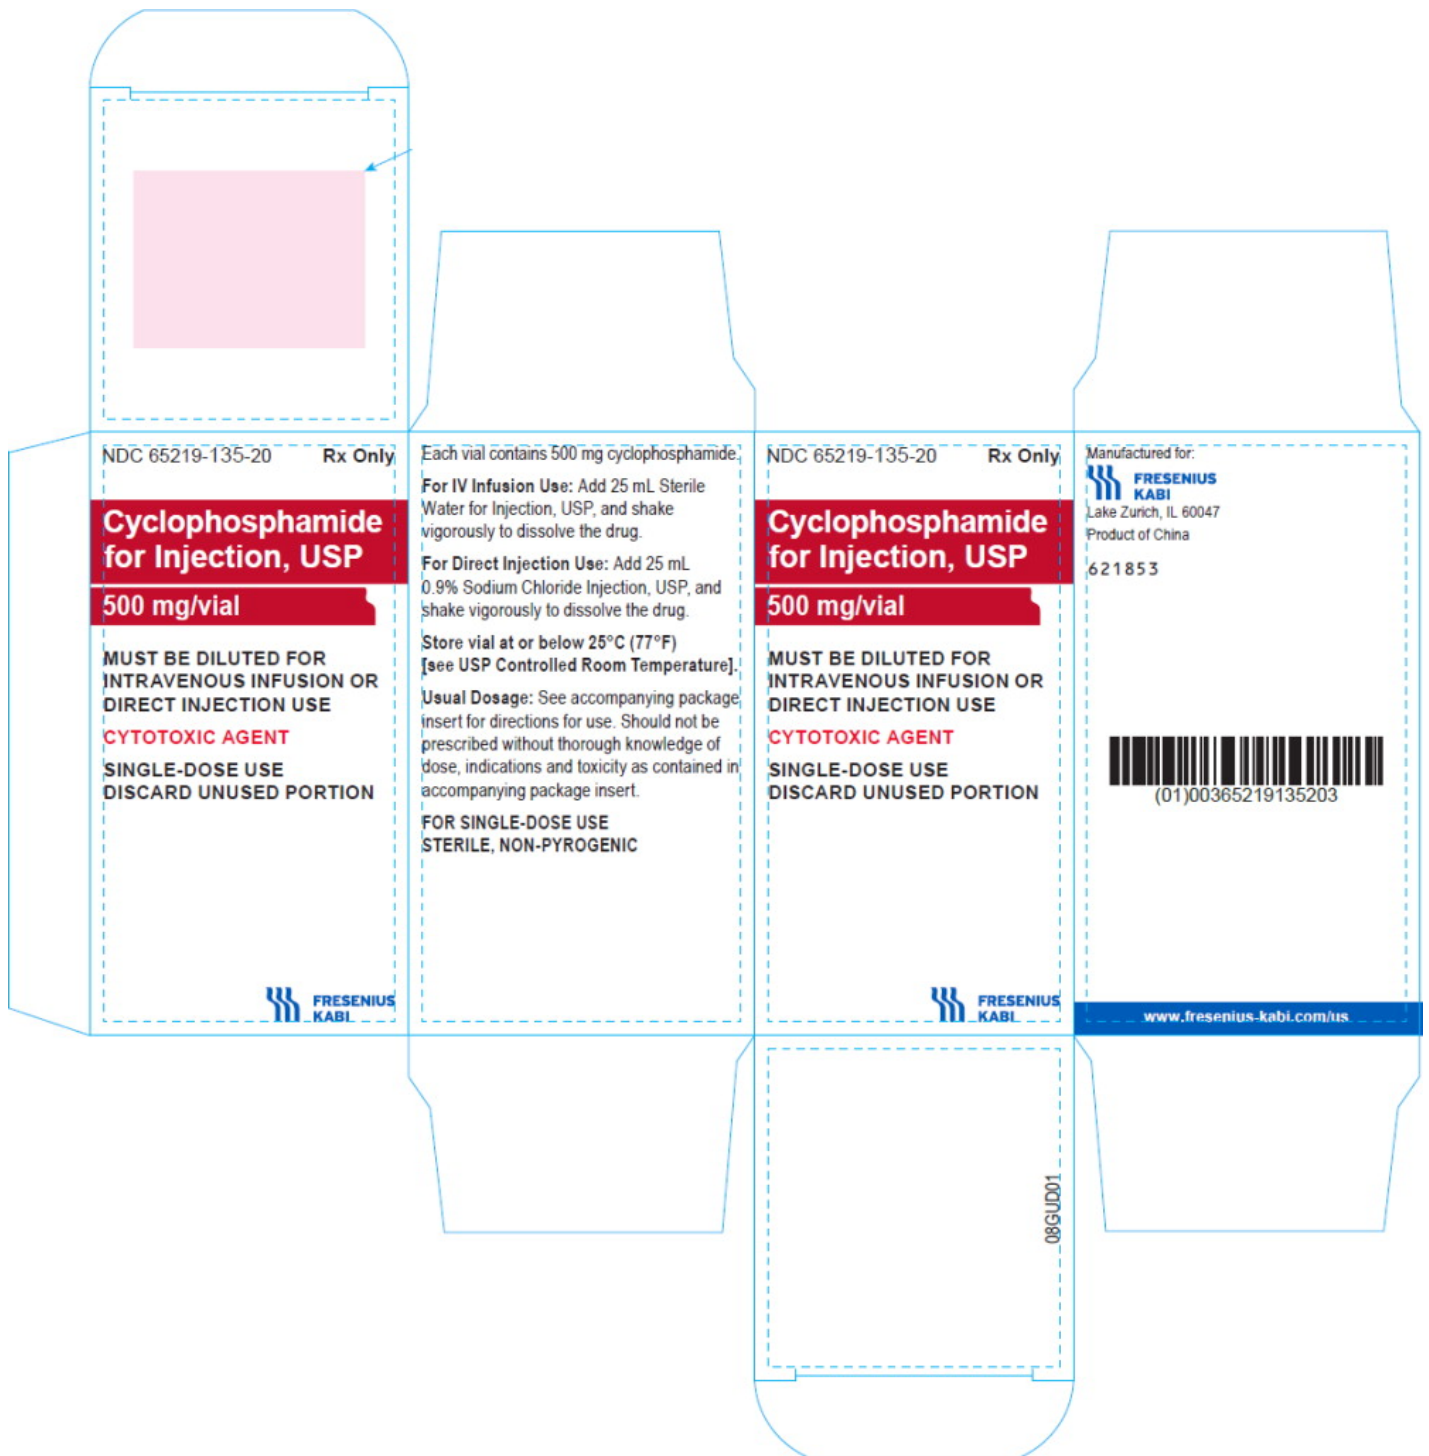 NDC 65219-135-20 Rx Only
Cyclophosphamide
for Injection, USP
500 mg/vial
MUST BE DILUTED FOR
INTRAVENOUS INFUSION OR
DIRECT INJECTION USE
CYTOTOXIC AGENT
SINGLE-DOSE USE
DISCARD UNUSED PORTION
FRESENIUS
KABI
Each vial contains 500 mg cyclophosphamide.
For IV Infusion Use: Add 25 mL Sterile
Water for Injection, USP, and shake
vigorously to dissolve the drug.
For Direct Injection Use: Add 25 mL
0.9% Sodium Chloride Injection, USP, and
shake vigorously to dissolve the drug.
Store vial at or below 25°C (77°F)
[see USP Controlled Room Temperature].
Usual Dosage: See accompanying package
insert for directions for use. Should not be
prescribed without thorough knowledge of
dose, indications and toxicity as contained in
accompanying package insert.
FOR SINGLE-DOSE USE
STERILE, NON-PYROGENIC
NDC 65219-135-20 Rx Only
Cyclophosphamide
for Injection, USP
500 mg/vial
MUST BE DILUTED FOR
INTRAVENOUS INFUSION OR
DIRECT INJECTION USE
CYTOTOXIC AGENT
SINGLE-DOSE USE
DISCARD UNUSED PORTION
FRESENIUS
KABI
Manufactured for:
FRESENIUS
KABI
Lake Zurich, IL 60047
Product of China
621853
(01)00365219135203
www.fresenius-kabi.com/us
08GUD01